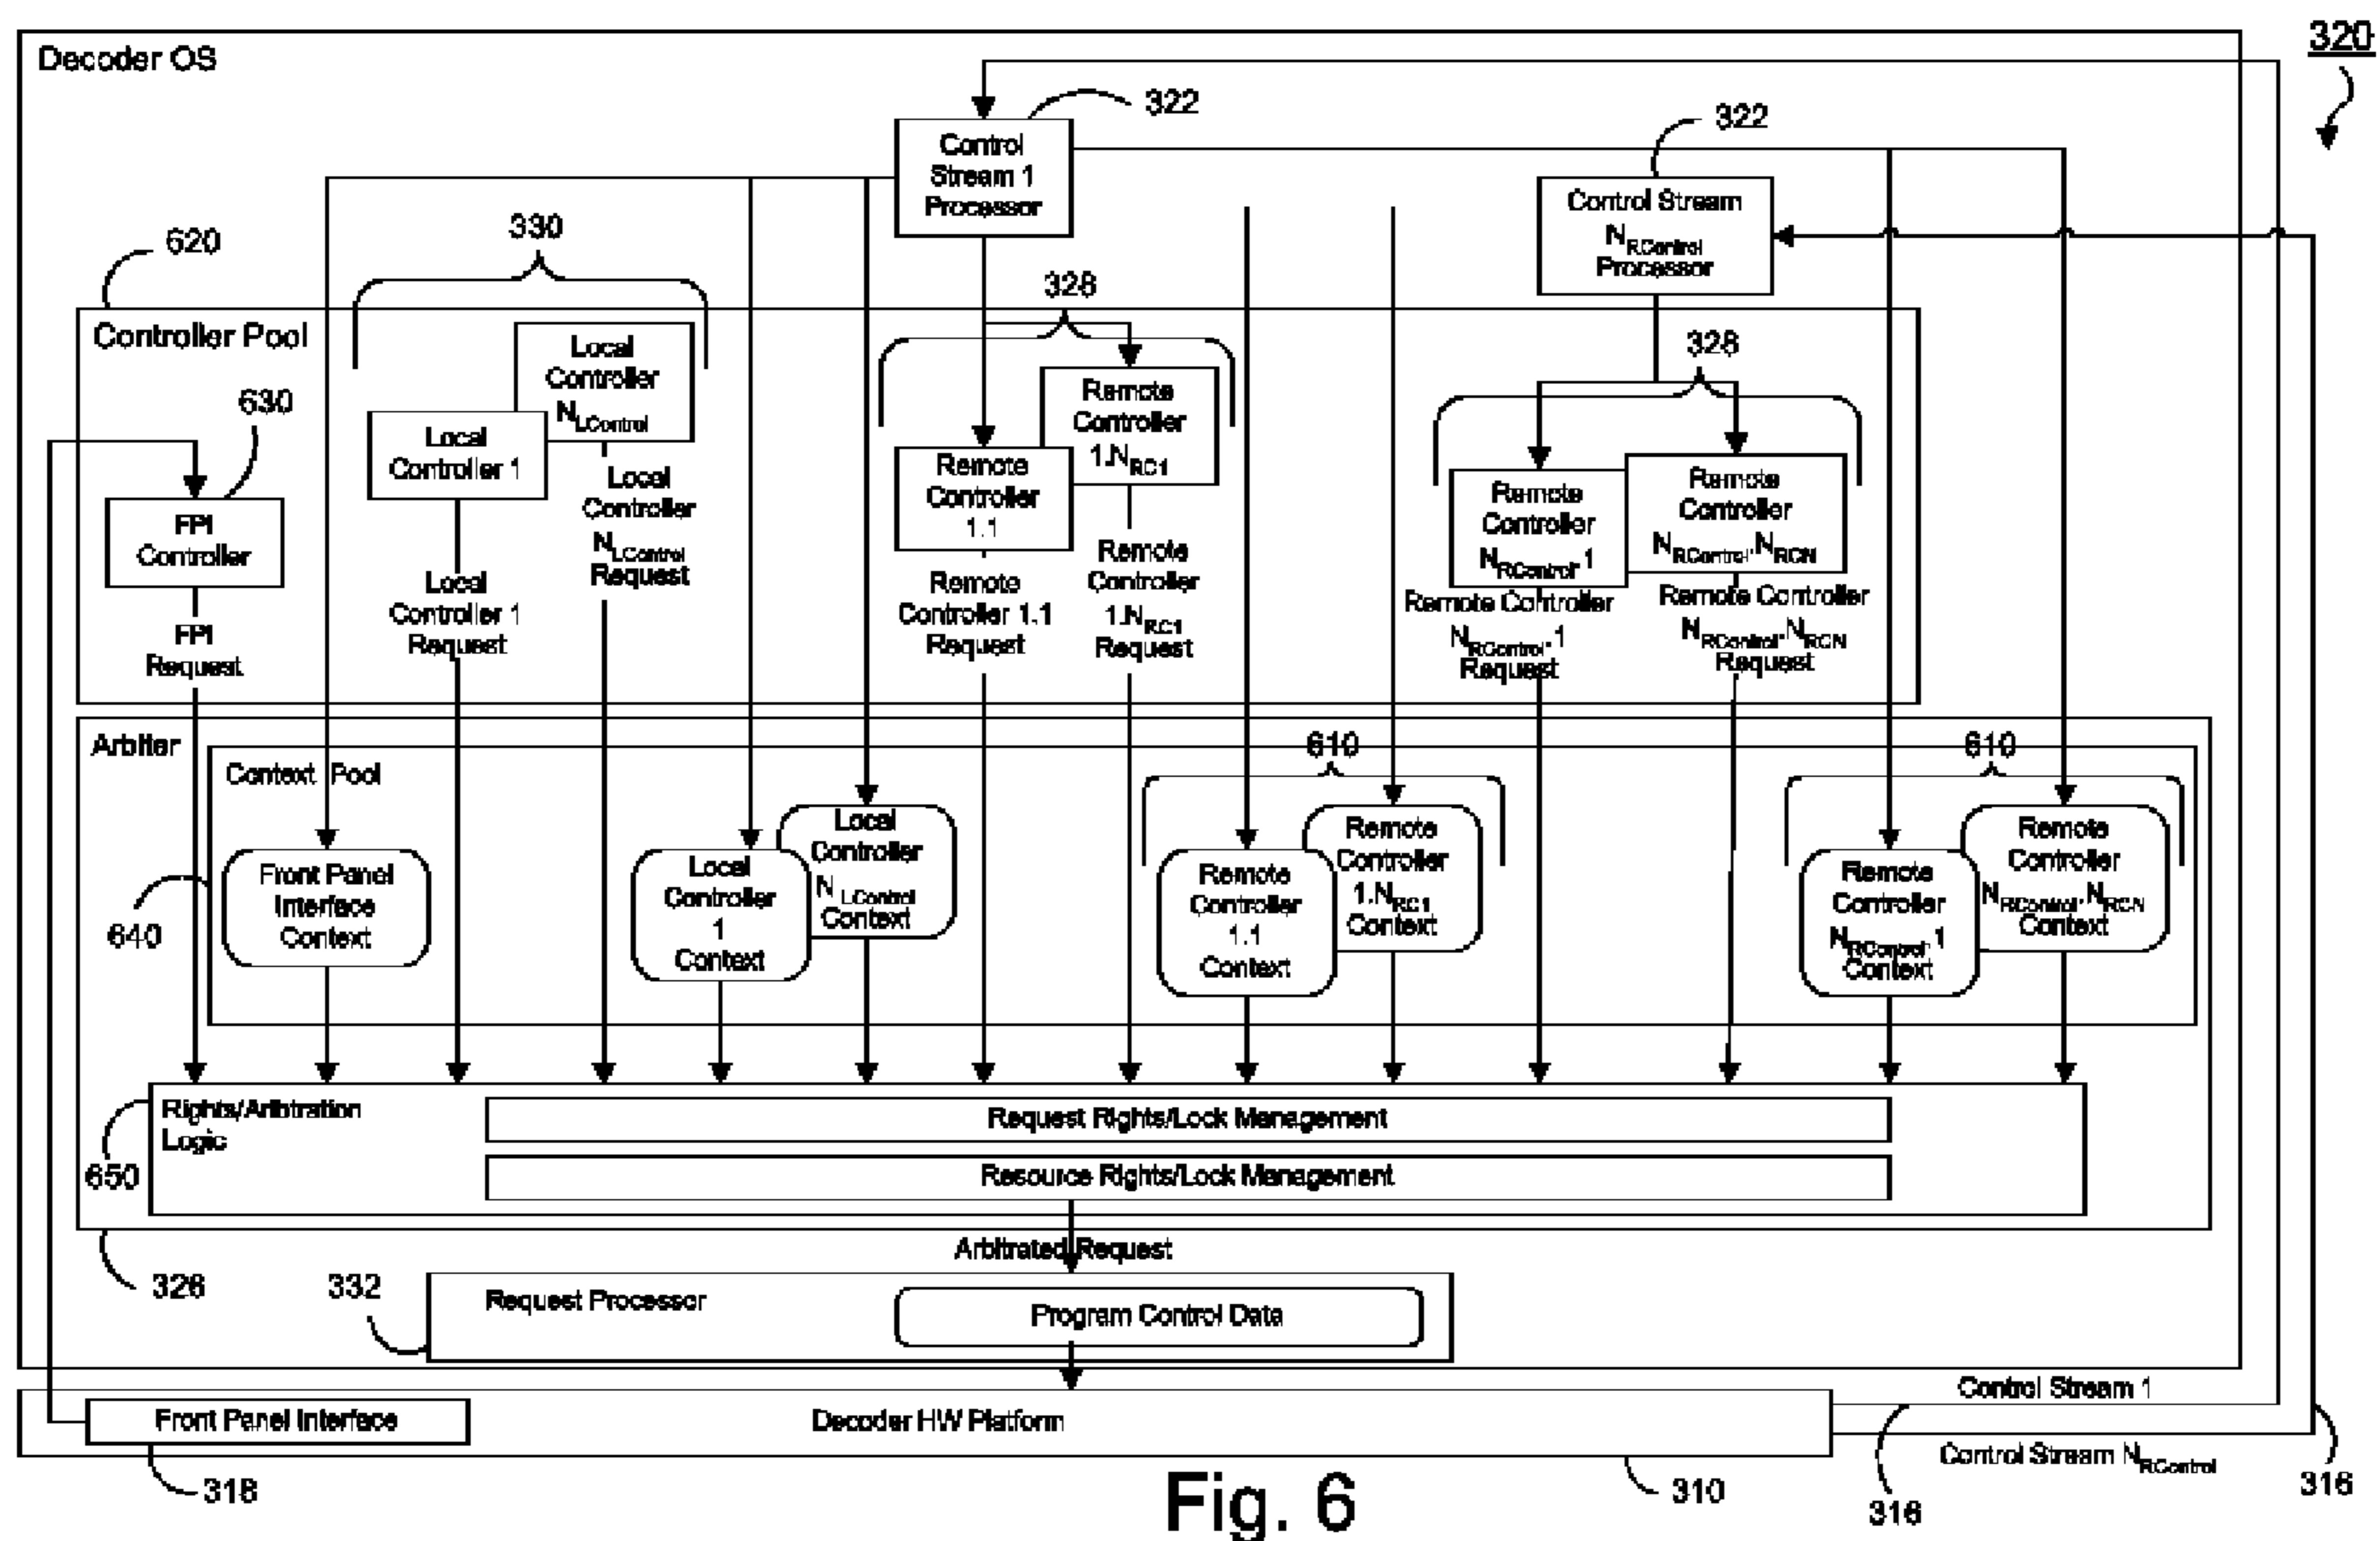 320
Decoder OS
322
Control
Stream 1
Processor
322
Control Stream
NRControl
Processor
620
330
328
328
Controller Pool
630
Local
Controller
NLControl
Local
Controller 1
Remote
Controller
1.NRC1
Remote
Controller
1.1
Remote
Controller
NRControl.1
Remote
Controller
NRControl.NRCN
FPI
Controller
FPI
Request
Local
Controller 1
Request
Local
Controller
NLControl
Request
Remote
Controller 1.1
Request
Remote
Controller
1.NRC1
Request
Remote Controller
NRControl.1
Request
Remote Controller
NRControl.NRCN
Request
Arbiter
Context Pool
610
610
Front Panel
Interface
Context
Local
Controller
1
Context
Local
Controller
NLControl
Context
Remote
Controller
1.1
Context
Remote
Controller
1.NRC1
Context
Remote
Controller
NRControl.1
Context
Remote
Controller
NRControl.NRCN
Context
640
Rights/Arbitration
Logic
Request Rights/Lock Management
Resource Rights/Lock Management
650
Arbitrated Request
326
332
Request Processor
Program Control Data
Front Panel Interface
Decoder HW Platform
Control Stream 1
Control Stream NRControl
318
310
316
316
Fig. 6